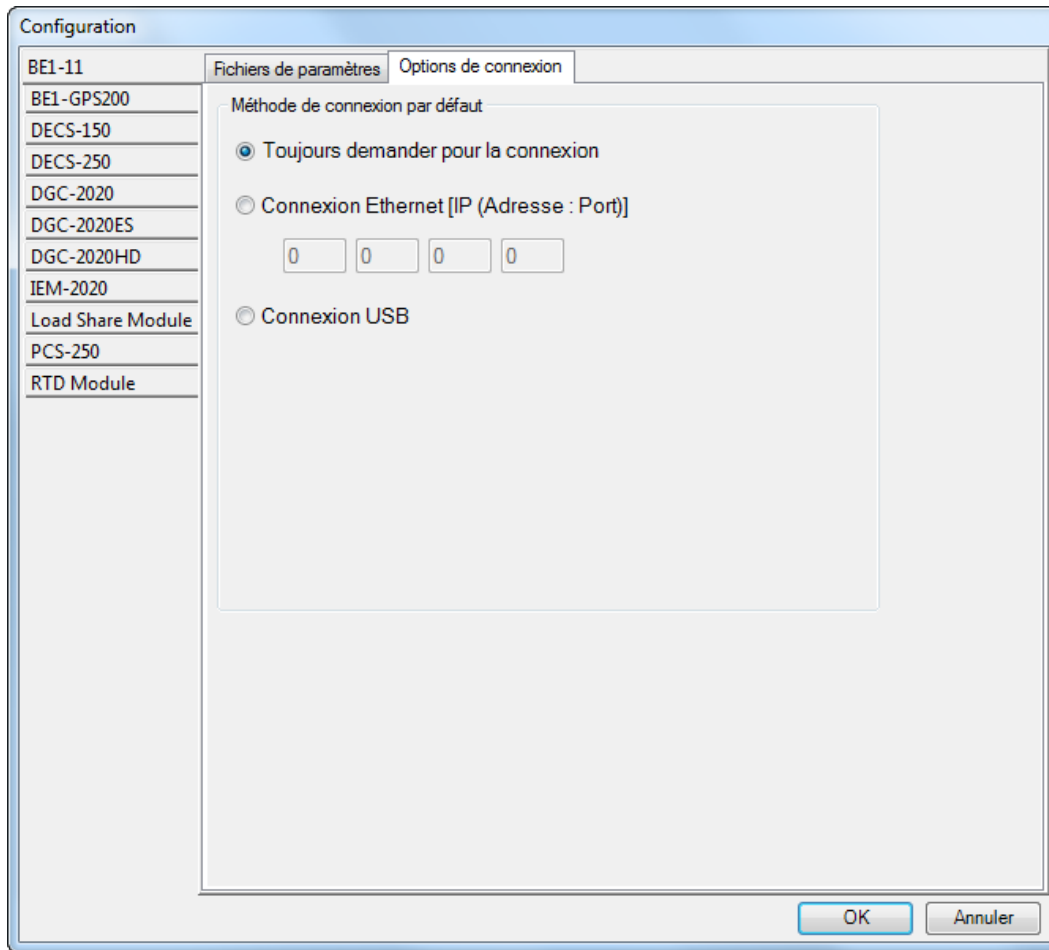 Configuration
BE1-11
BE1-GPS200
DECS-150
DECS-250
DGC-2020
DGC-2020ES
DGC-2020HD
IEM-2020
Load Share Module
PCS-250
RTD Module
Fichiers de paramètres Options de connexion
Méthode de connexion par défaut
Toujours demander pour la connexion
Connexion Ethernet [IP (Adresse : Port)]
0 0 0 0
Connexion USB
OK Annuler